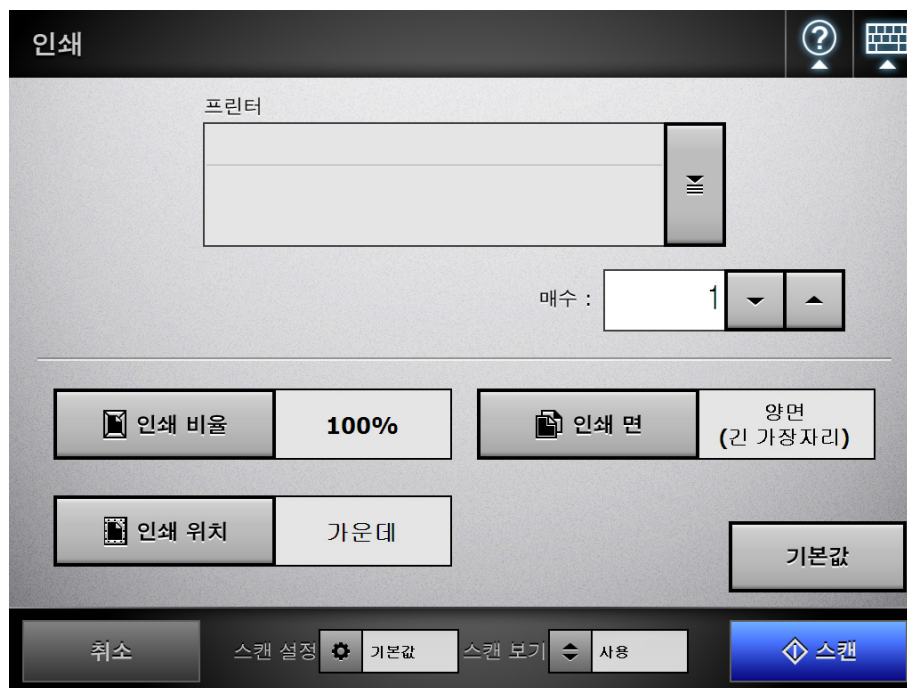 인쇄
프린터
매수 : 1
인쇄 비율 100%
인쇄 면 양면
(긴 가장자리)
인쇄 위치 가운데
기본값
취소 스캔 설정 기본값 스캔 보기 사용 스캔